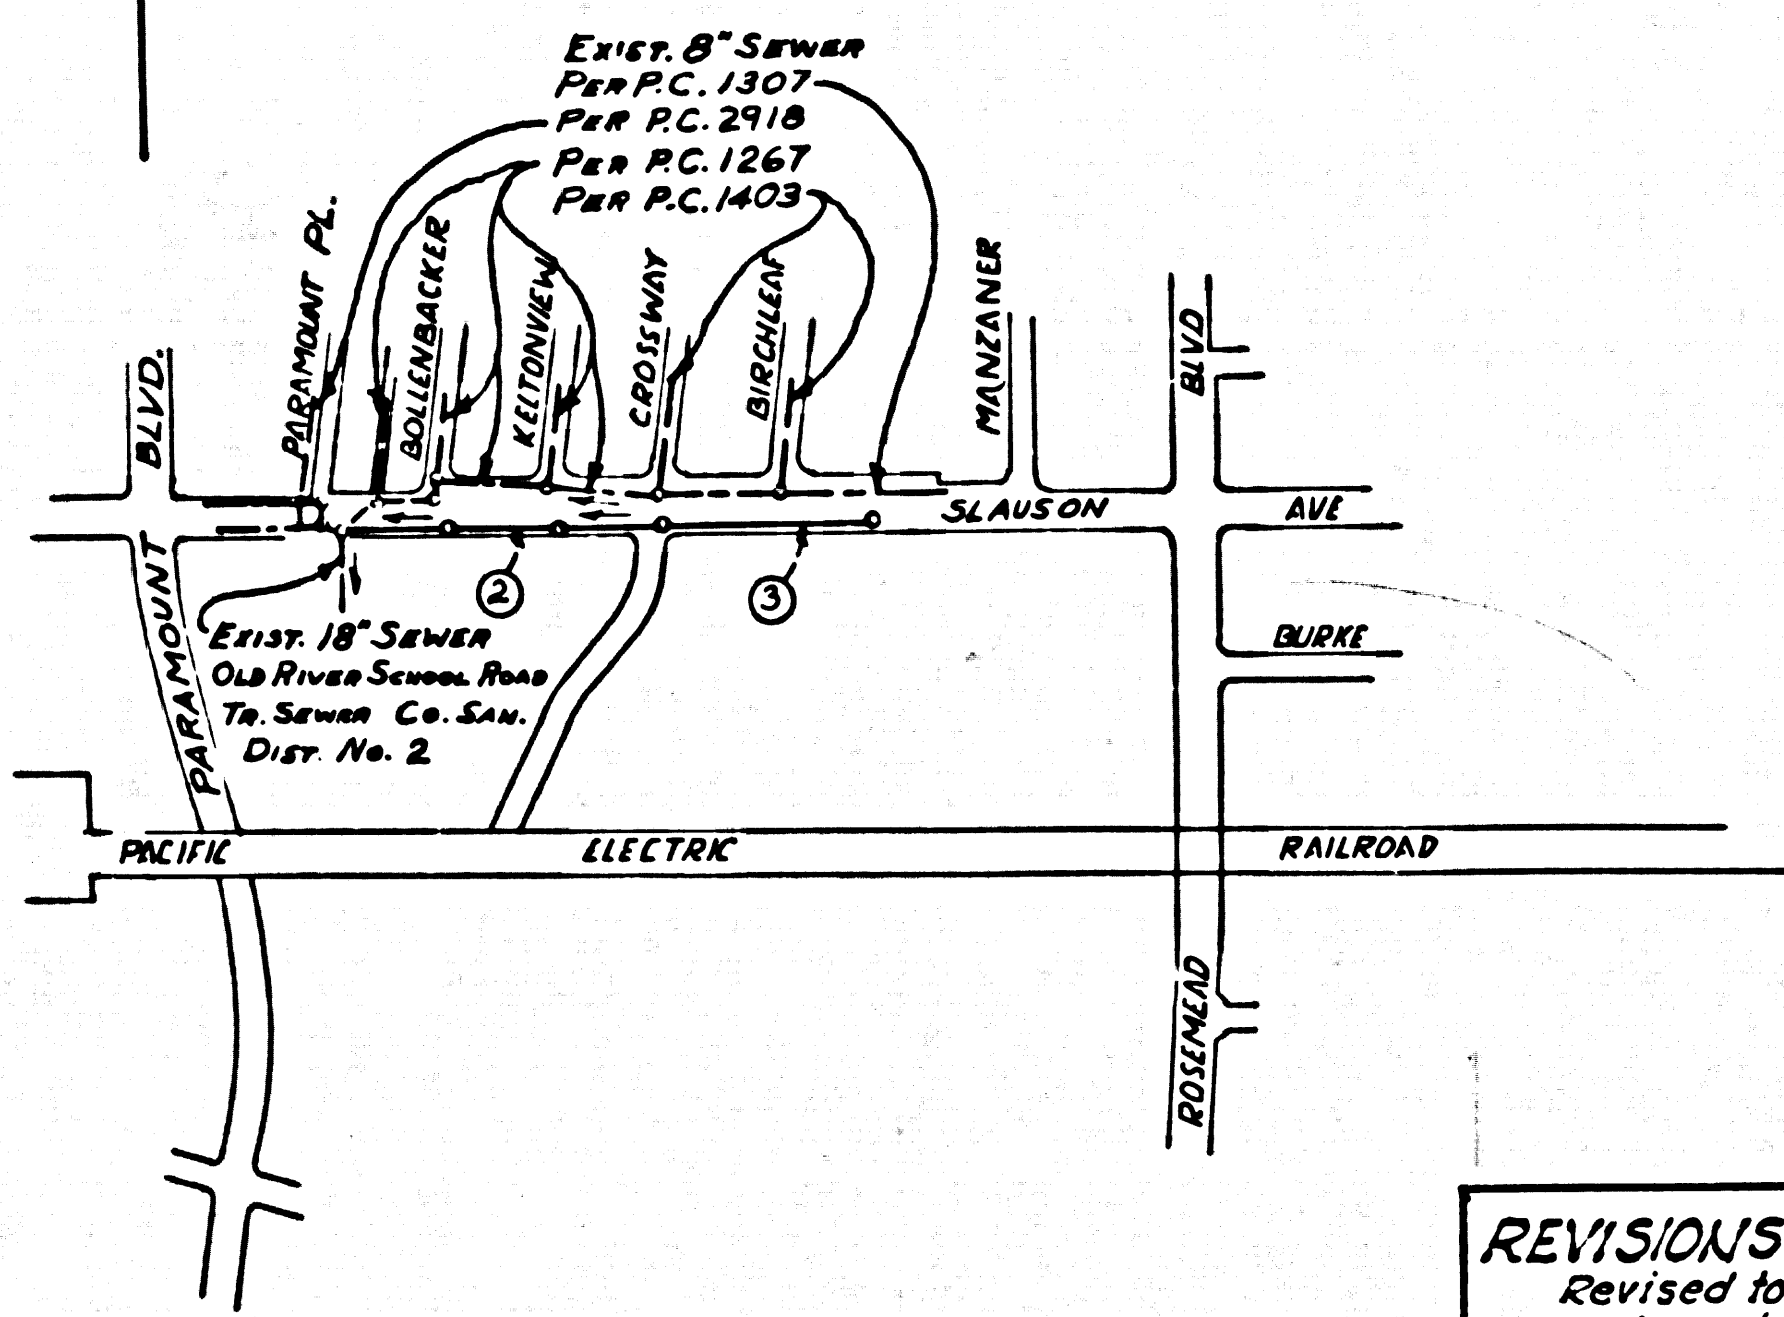 EXIST. 8" SEWER
PER P.C. 1307
PER P.C. 2918
PER P.C. 1267
PER P.C. 1403
PARAMOUNT PL.
BOLLENBACKER
KELTONVIEW
CROSSWAY
BIRCHLEAF
MANZANER
BLVD.
BLVD
SLAUSON
AVE
2
3
PARAMOUNT
EXIST. 18" SEWER
OLD RIVER SCHOOL ROAD
TR. SEWER CO. SAN.
DIST. NO. 2
BURKE
PACIFIC
ELECTRIC
RAILROAD
ROSEMEAD
REVISIONS
Revised to